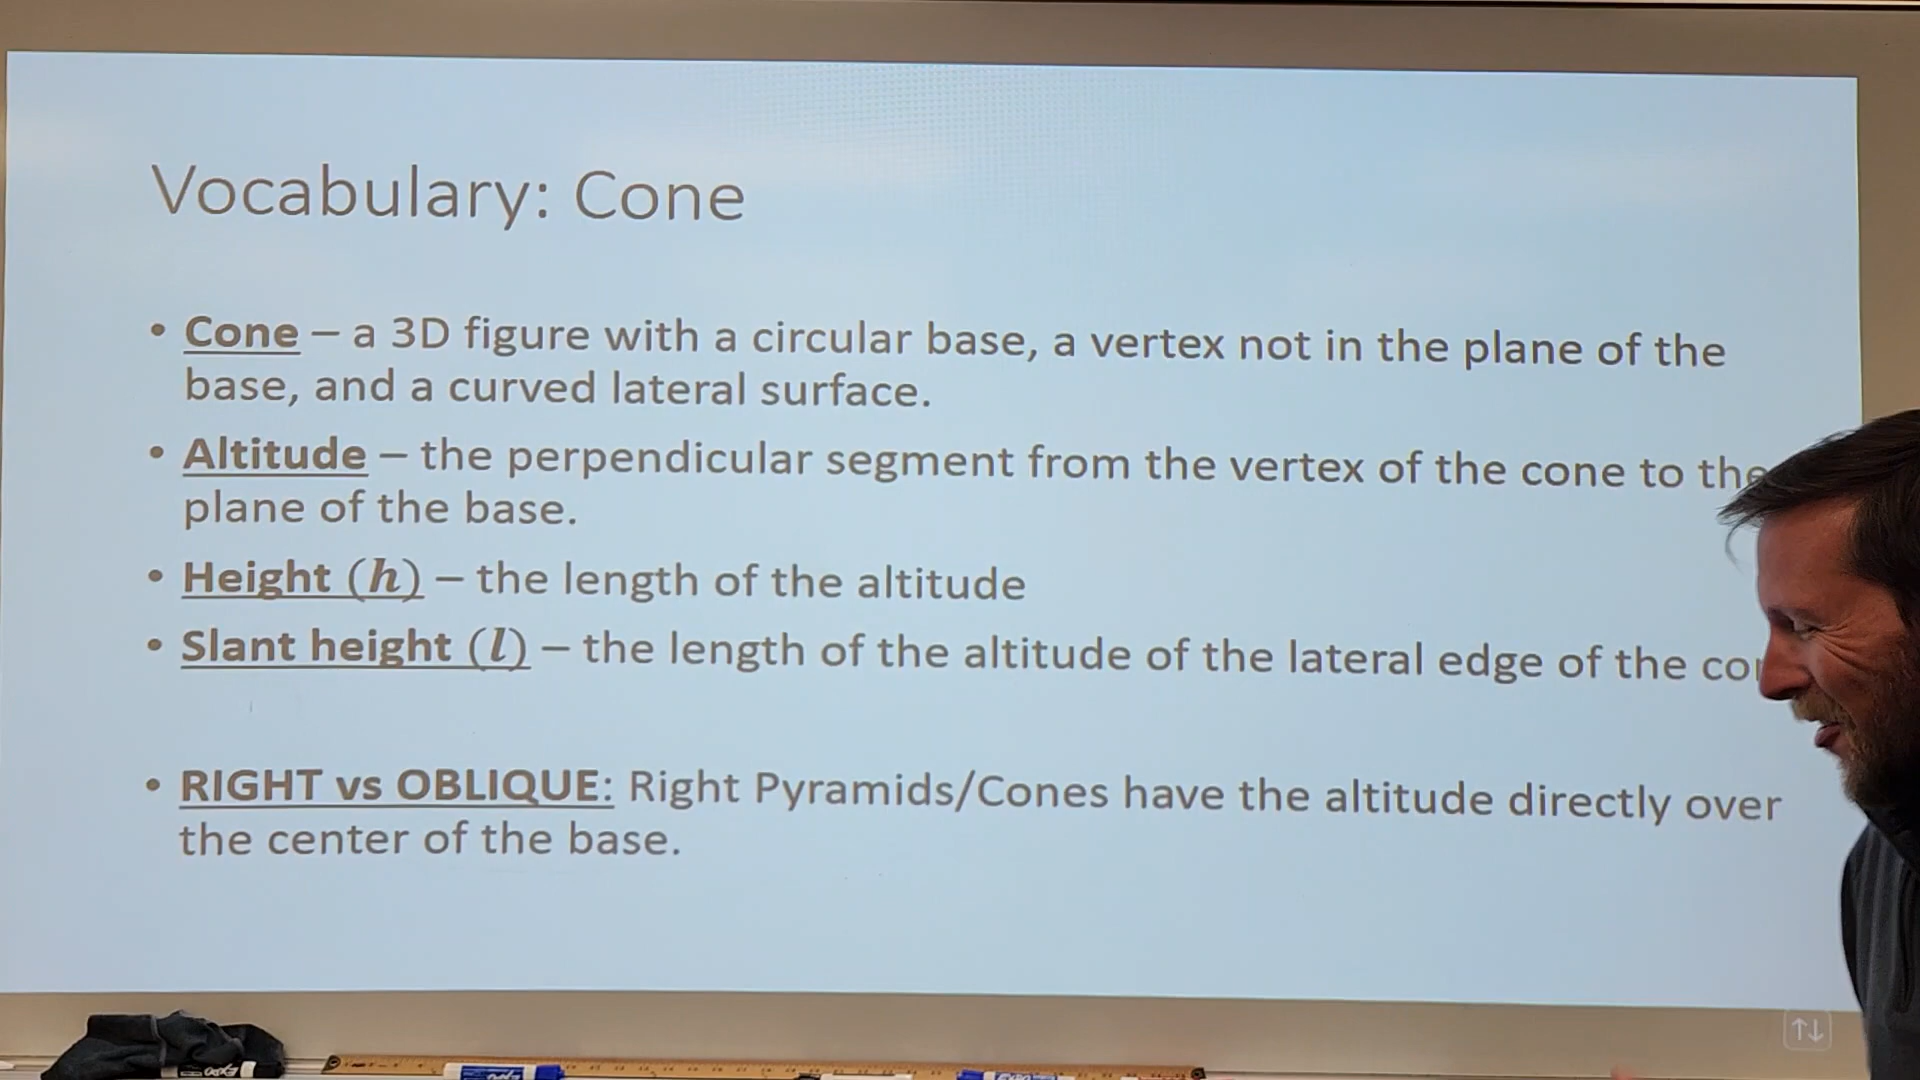 Vocabulary: Cone
• Cone – a 3D figure with a circular base, a vertex not in the plane of the
base, and a curved lateral surface.
• Altitude – the perpendicular segment from the vertex of the cone to the
plane of the base.
• Height (h) – the length of the altitude
• Slant height (l) – the length of the altitude of the lateral edge of the
• RIGHT vs OBLIQUE: Right Pyramids/Cones have the altitude directly over
the center of the base.
EXPO